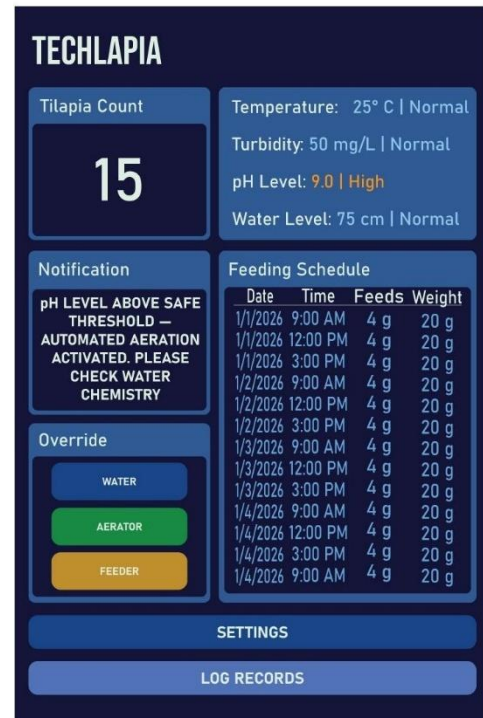 TECHLAPIA
Tilapia Count
15
Temperature: 25° C | Normal
Turbidity: 50 mg/L | Normal
pH Level: 9.0 | High
Water Level: 75 cm | Normal
Notification
pH LEVEL ABOVE SAFE
THRESHOLD —
AUTOMATED AERATION
ACTIVATED. PLEASE
CHECK WATER
CHEMISTRY
Override
WATER
AERATOR
FEEDER
Feeding Schedule
Date Time Feeds Weight
1/1/2026 9:00 AM 4 g 20 g
1/1/2026 12:00 PM 4 g 20 g
1/1/2026 3:00 PM 4 g 20 g
1/2/2026 9:00 AM 4 g 20 g
1/2/2026 12:00 PM 4 g 20 g
1/2/2026 3:00 PM 4 g 20 g
1/3/2026 9:00 AM 4 g 20 g
1/3/2026 12:00 PM 4 g 20 g
1/3/2026 3:00 PM 4 g 20 g
1/4/2026 9:00 AM 4 g 20 g
1/4/2026 12:00 PM 4 g 20 g
1/4/2026 3:00 PM 4 g 20 g
1/4/2026 9:00 AM 4 g 20 g
SETTINGS
LOG RECORDS